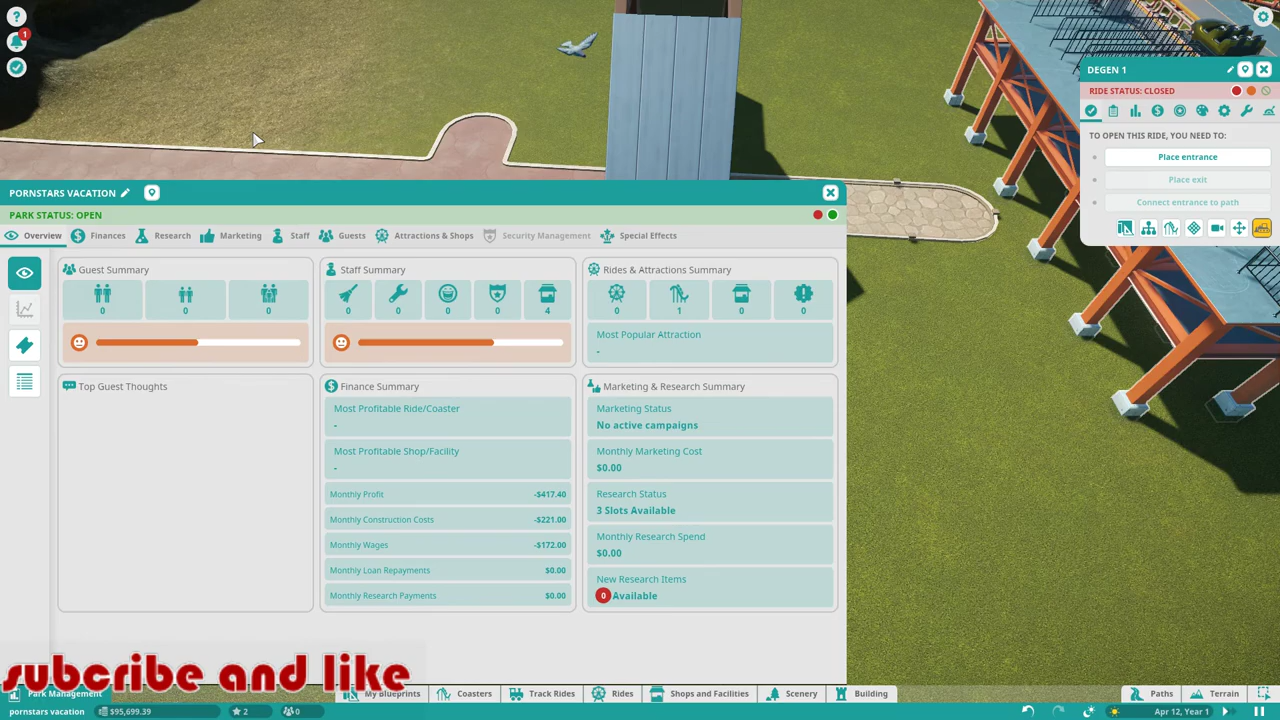 ?
1
DEGEN 1
RIDE STATUS: CLOSED
TO OPEN THIS RIDE, YOU NEED TO:
Place entrance
Place exit
Connect entrance to path
PORNSTARS VACATION
PARK STATUS: OPEN
Overview Finances Research Marketing Staff Guests Attractions & Shops Security Management Special Effects
Guest Summary
0 0 0
Staff Summary
0 0 0 0 4
Rides & Attractions Summary
0 1 0 0
Most Popular Attraction
-
Top Guest Thoughts
Finance Summary
Most Profitable Ride/Coaster
-
Most Profitable Shop/Facility
-
Monthly Profit -$417.40
Monthly Construction Costs -$221.00
Monthly Wages -$172.00
Monthly Loan Repayments $0.00
Monthly Research Payments $0.00
Marketing & Research Summary
Marketing Status
No active campaigns
Monthly Marketing Cost
$0.00
Research Status
3 Slots Available
Monthly Research Spend
$0.00
New Research Items
0 Available
subcribe and like
Park Management My Blueprints Coasters Track Rides Rides Shops and Facilities Scenery Building Paths Terrain
pornstars vacation $95,699.39 2 0 Apr 12, Year 1